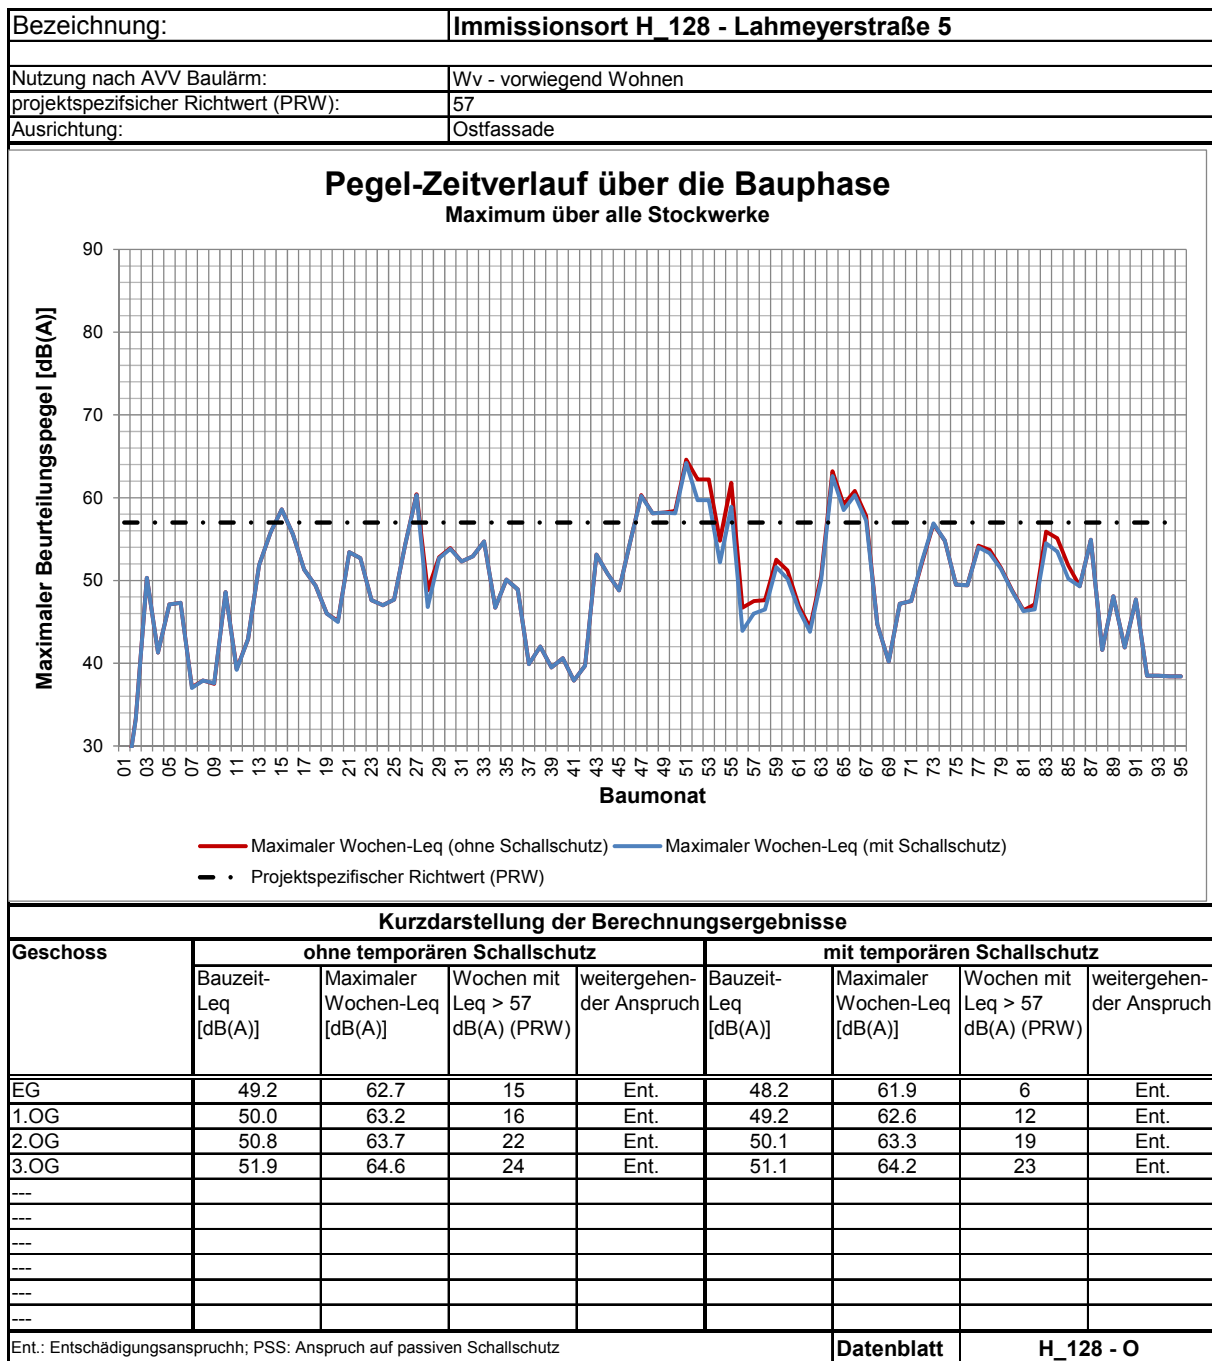 Bezeichnung: Immissionsort H_128 - Lahmeyerstraße 5
Nutzung nach AVV Baulärm: Wv - vorwiegend Wohnen
projektspezifsicher Richtwert (PRW): 57
Ausrichtung: Ostfassade
Pegel-Zeitverlauf über die Bauphase
Maximum über alle Stockwerke
Maximaler Beurteilungspegel [dB(A)]
90
80
70
60
50
40
30
01 03 05 07 09 11 13 15 17 19 21 23 25 27 29 31 33 35 37 39 41 43 45 47 49 51 53 55 57 59 61 63 65 67 69 71 73 75 77 79 81 83 85 87 89 91 93 95
Baumonat
Maximaler Wochen-Leq (ohne Schallschutz) Maximaler Wochen-Leq (mit Schallschutz)
Projektspezifischer Richtwert (PRW)
Kurzdarstellung der Berechnungsergebnisse
Geschoss ohne temporären Schallschutz mit temporären Schallschutz
Bauzeit- Maximaler Wochen mit weitergehen- Bauzeit- Maximaler Wochen mit weitergehen-
Leq Wochen-Leq Leq > 57 der Anspruch Leq Wochen-Leq Leq > 57 der Anspruch
[dB(A)] [dB(A)] dB(A) (PRW) [dB(A)] [dB(A)] dB(A) (PRW)
EG 49.2 62.7 15 Ent. 48.2 61.9 6 Ent.
1.OG 50.0 63.2 16 Ent. 49.2 62.6 12 Ent.
2.OG 50.8 63.7 22 Ent. 50.1 63.3 19 Ent.
3.OG 51.9 64.6 24 Ent. 51.1 64.2 23 Ent.
---
---
---
---
---
---
Ent.: Entschädigungsanspruchh; PSS: Anspruch auf passiven Schallschutz Datenblatt H_128 - O